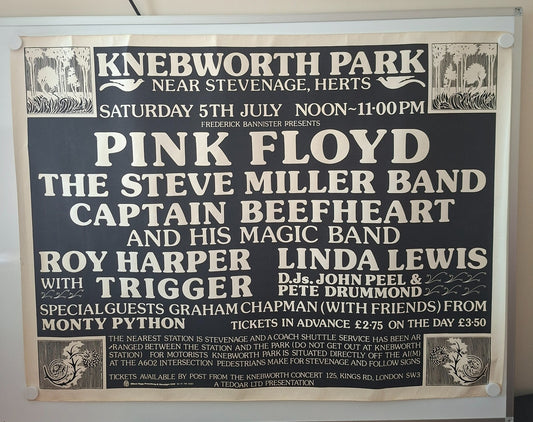 KNEBWORTH PARK
NEAR STEVENAGE, HERTS
SATURDAY 5TH JULY NOON~11·00PM
FREDERICK BANNISTER PRESENTS
PINK FLOYD
THE STEVE MILLER BAND
CAPTAIN BEEFHEART
AND HIS MAGIC BAND
ROY HARPER
WITH TRIGGER
LINDA LEWIS
D.Js. JOHN PEEL &
PETE DRUMMOND
SPECIAL GUESTS GRAHAM CHAPMAN (WITH FRIENDS) FROM
MONTY PYTHON TICKETS IN ADVANCE £2·75 ON THE DAY £3·50
THE NEAREST STATION IS STEVENAGE AND A COACH SHUTTLE SERVICE HAS BEEN AR
-RANGED BETWEEN THE STATION AND THE PARK (DO NOT GET OUT AT KNEBWORTH
STATION) FOR MOTORISTS KNEBWORTH PARK IS SITUATED DIRECTLY OFF THE A1(M)
AT THE A602 INTERSECTION PEDESTRIANS MAKE FOR STEVENAGE AND FOLLOW SIGNS
TICKETS AVAILABLE BY POST FROM THE KNEBWORTH CONCERT 125, KINGS RD, LONDON SW3
A TEDOAR LTD PRESENTATION